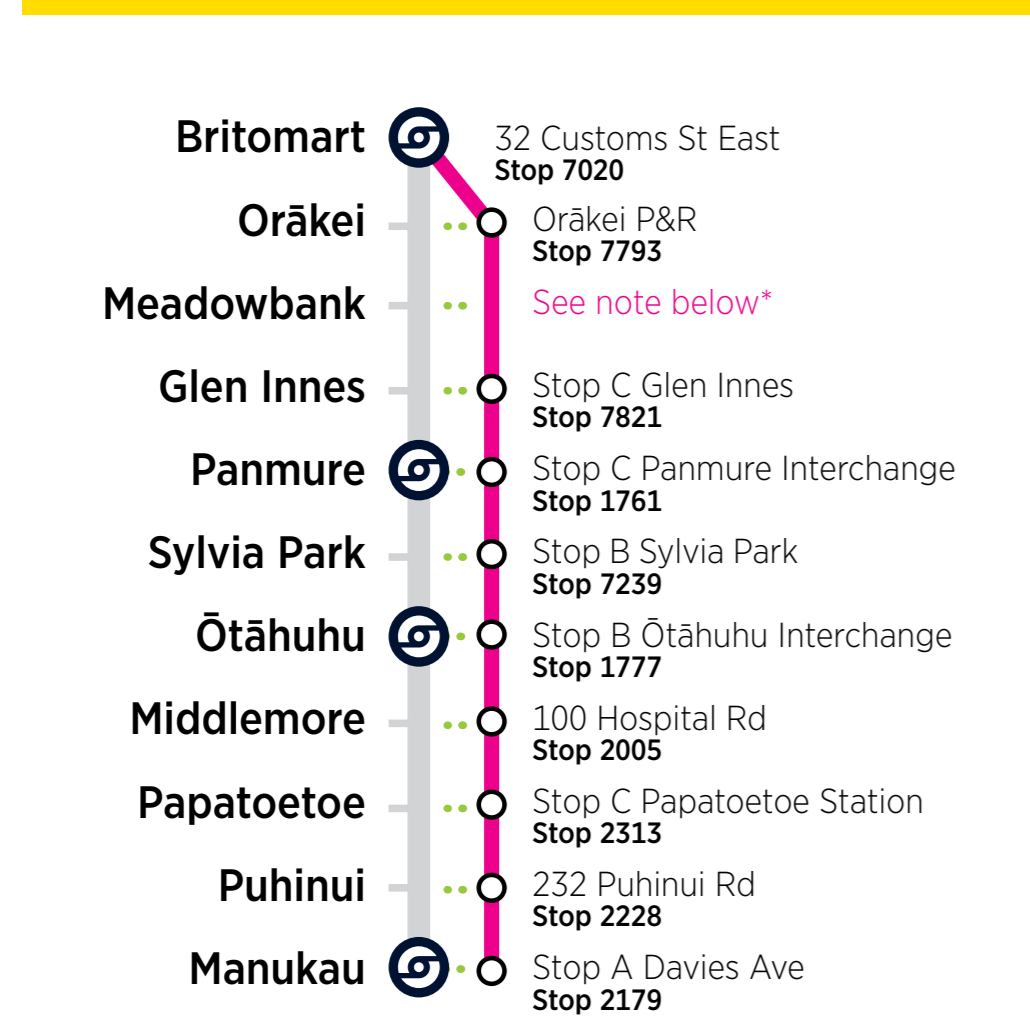 Britomart
32 Customs St East
Stop 7020
Orākei
Orākei P&R
Stop 7793
Meadowbank
See note below*
Glen Innes
Stop C Glen Innes
Stop 7821
Panmure
Stop C Panmure Interchange
Stop 1761
Sylvia Park
Stop B Sylvia Park
Stop 7239
Ōtāhuhu
Stop B Ōtāhuhu Interchange
Stop 1777
Middlemore
100 Hospital Rd
Stop 2005
Papatoetoe
Stop C Papatoetoe Station
Stop 2313
Puhinui
232 Puhinui Rd
Stop 2228
Manukau
Stop A Davies Ave
Stop 2179